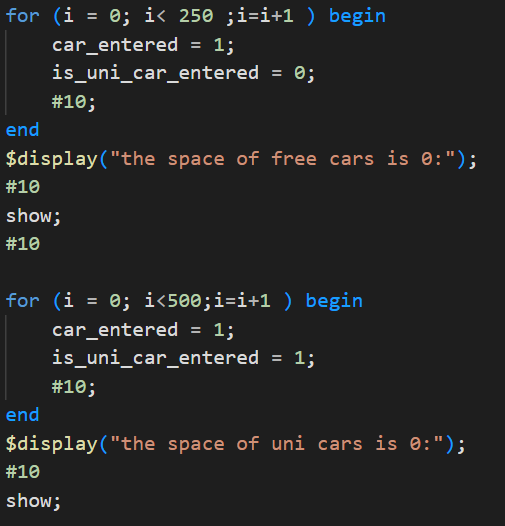 for (i = 0; i< 250 ;i=i+1 ) begin
    car_entered = 1;
    is_uni_car_entered = 0;
    #10;
end
$display("the space of free cars is 0:");
#10
show;
#10

for (i = 0; i<500;i=i+1 ) begin
    car_entered = 1;
    is_uni_car_entered = 1;
    #10;
end
$display("the space of uni cars is 0:");
#10
show;